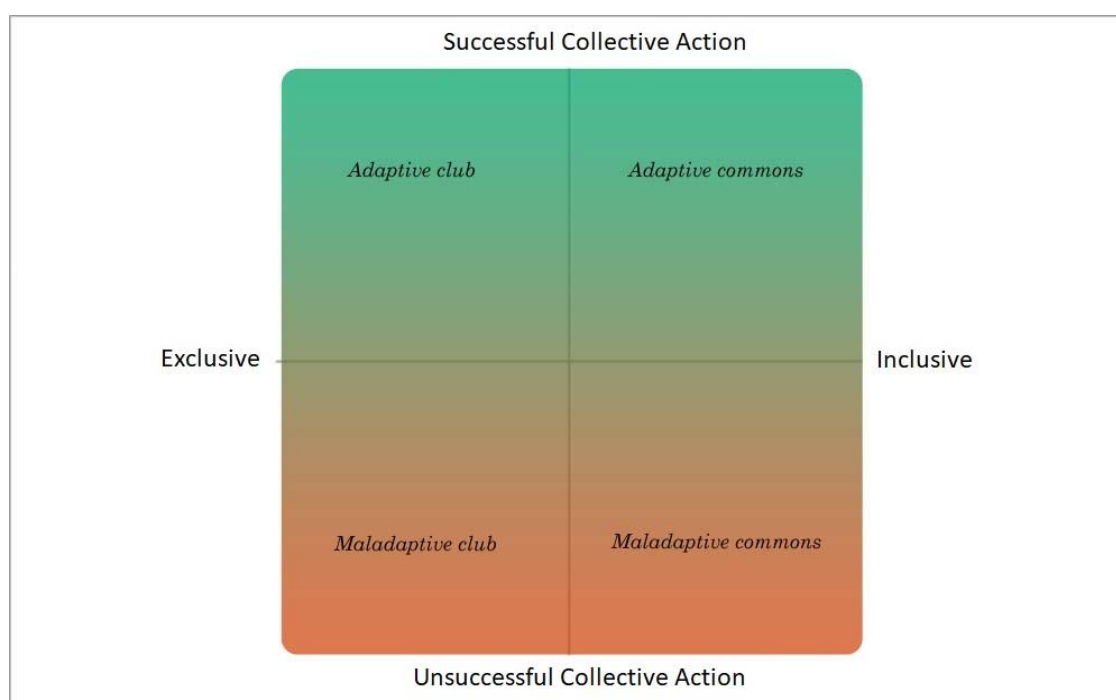 Successful Collective Action
Adaptive club
Adaptive commons
Exclusive
Inclusive
Maladaptive club
Maladaptive commons
Unsuccessful Collective Action